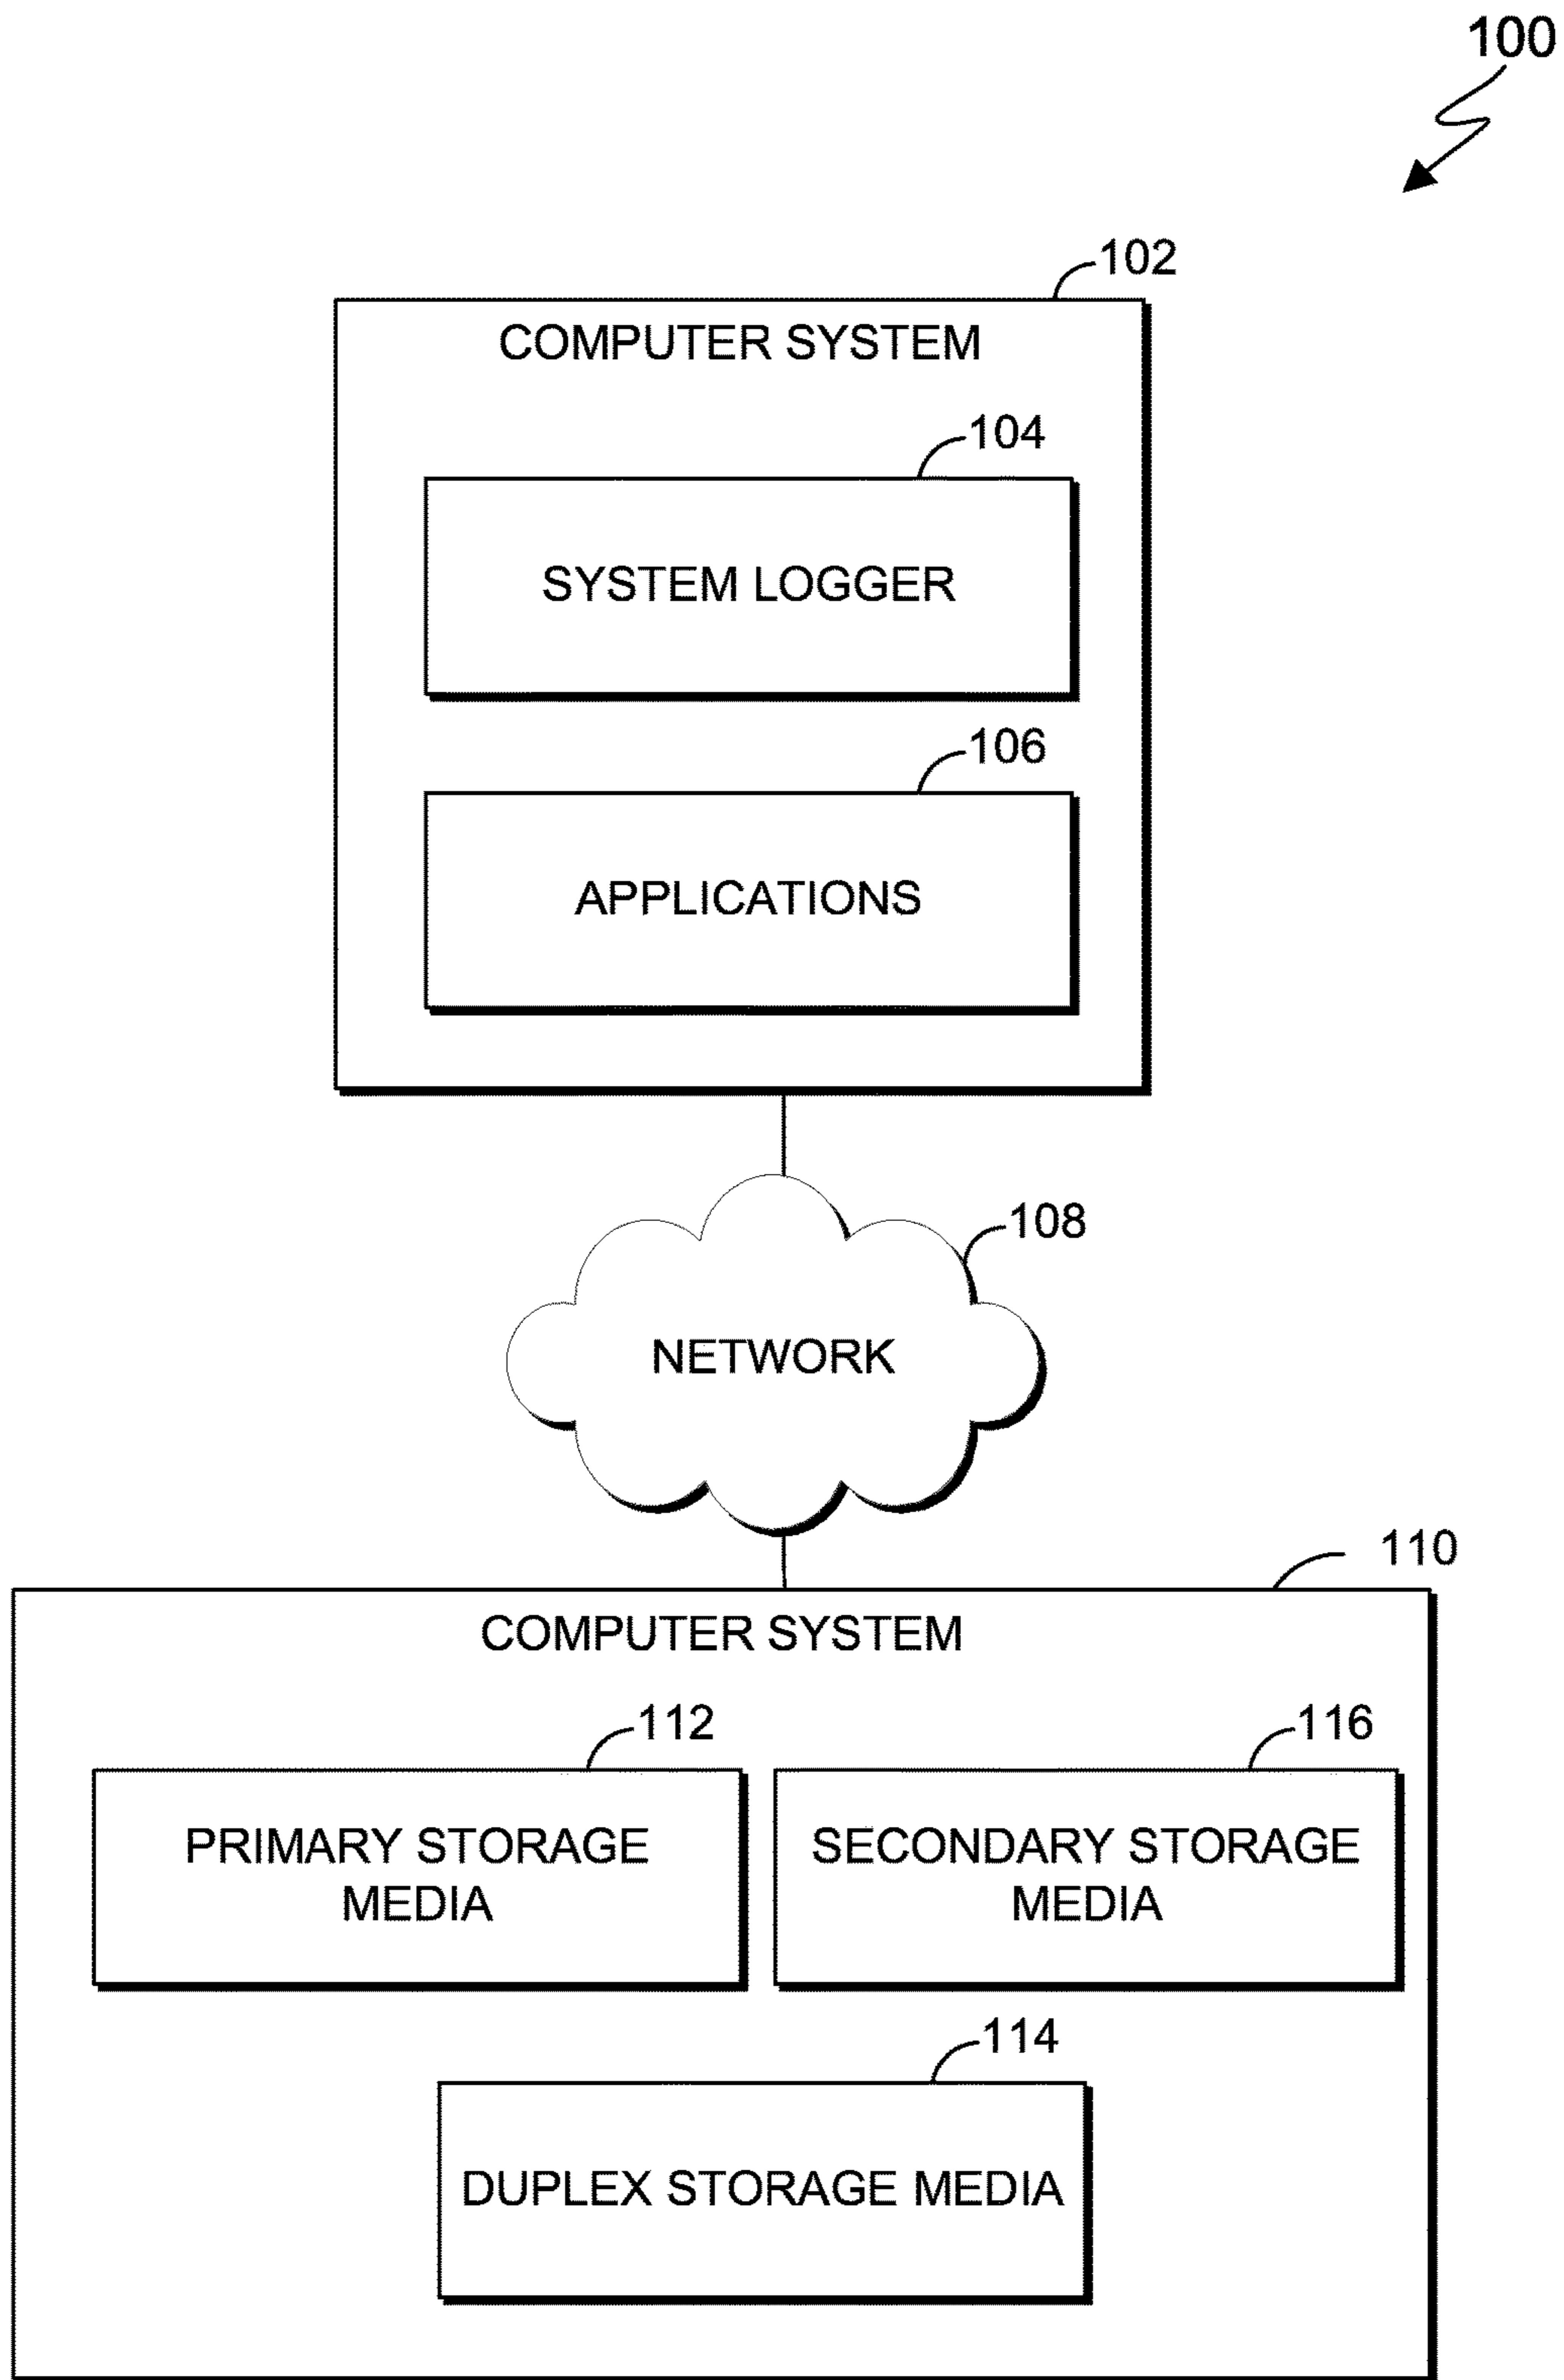 100
102
COMPUTER SYSTEM
104
SYSTEM LOGGER
106
APPLICATIONS
108
NETWORK
110
COMPUTER SYSTEM
112
PRIMARY STORAGE
MEDIA
116
SECONDARY STORAGE
MEDIA
114
DUPLEX STORAGE MEDIA